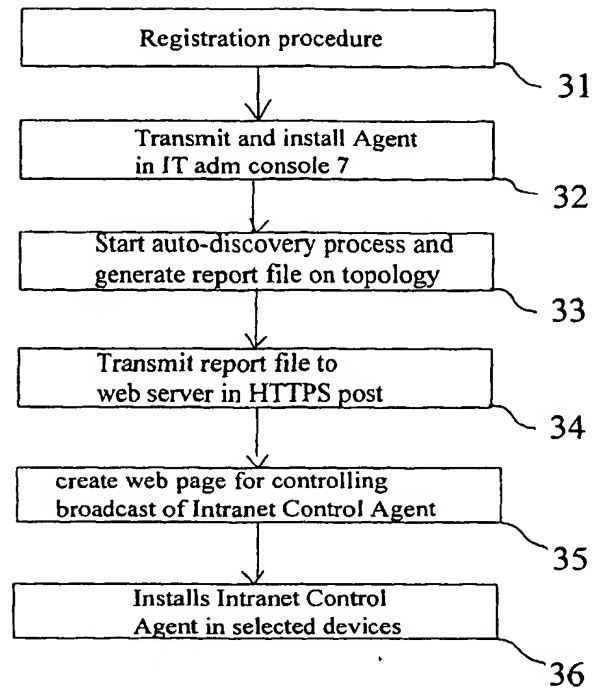 Registration procedure
31
Transmit and install Agent
in IT adm console 7
32
Start auto-discovery process and
generate report file on topology
33
Transmit report file to
web server in HTTPS post
34
create web page for controlling
broadcast of Intranet Control Agent
35
Installs Intranet Control
Agent in selected devices
36